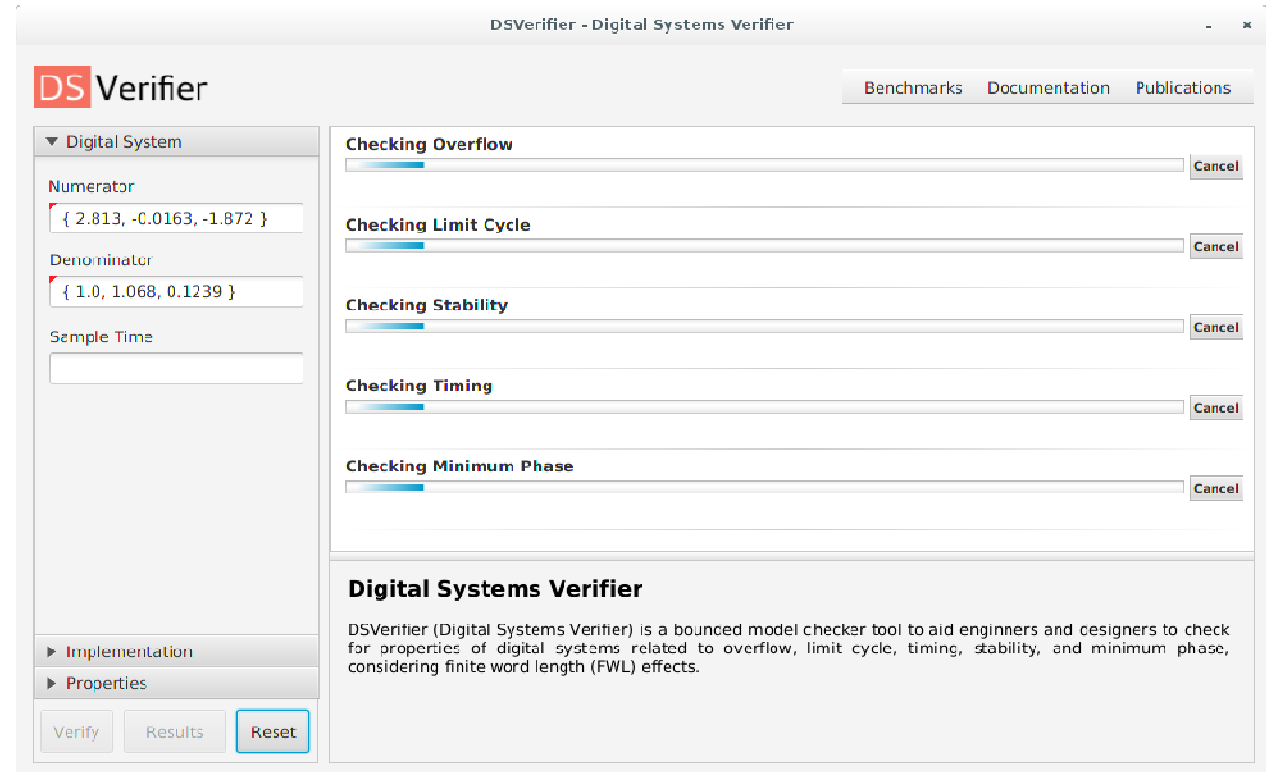 DSVerifier - Digital Systems Verifier
DS Verifier
Benchmarks Documentation Publications
Digital System
Numerator
{ 2.813, -0.0163, -1.872 }
Denominator
{ 1.0, 1.068, 0.1239 }
Sample Time
Implementation
Properties
Verify Results Reset
Checking Overflow
Cancel
Checking Limit Cycle
Cancel
Checking Stability
Cancel
Checking Timing
Cancel
Checking Minimum Phase
Cancel
Digital Systems Verifier
DSVerifier (Digital Systems Verifier) is a bounded model checker tool to aid enginners and designers to check
for properties of digital systems related to overflow, limit cycle, timing, stability, and minimum phase,
considering finite word length (FWL) effects.